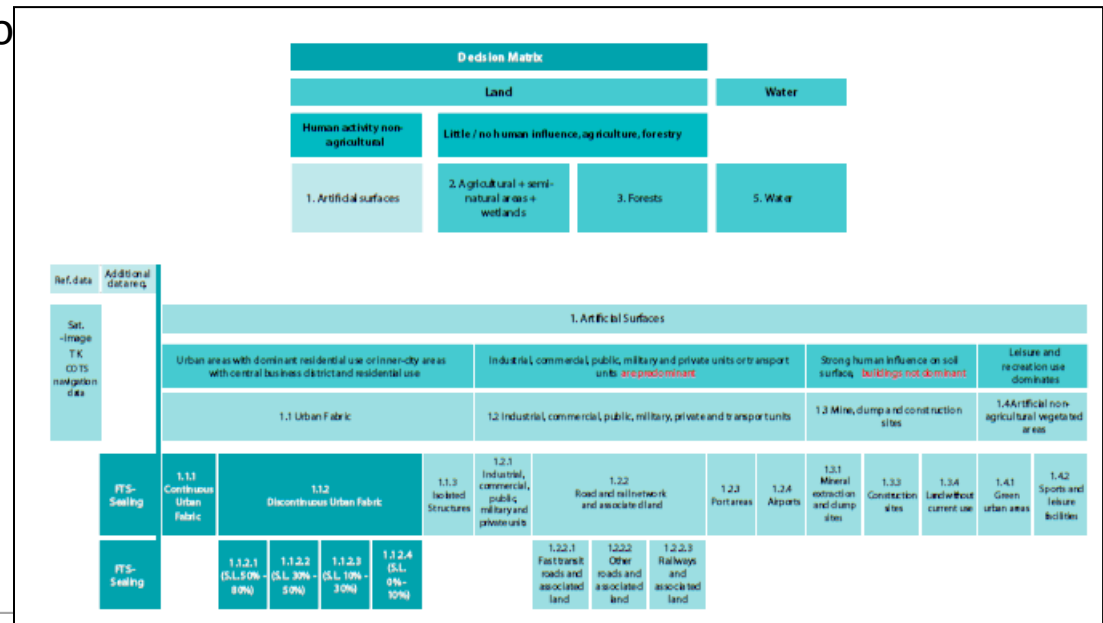 Decision Matrix
Land
Water
Human activity non-
agricultural
Little / no human influence, agriculture, forestry
1. Artificial surfaces
2. Agricultural + semi-
natural areas +
wetlands
3. Forests
5. Water
Ref. data
Additional
data req.
Sat.
-image
TK
COTS
navigation
data
1. Artificial Surfaces
Urban areas with dominant residential use or inner-city areas
with central business district and residential use
Industrial, commercial, public, military and private units or transport
units are predominant
Strong human influence on soil
surface, buildings not dominant
Leisure and
recreation use
dominates
1.1 Urban Fabric
1.2 Industrial, commercial, public, military, private and transport units
1.3 Mine, dump and construction
sites
1.4 Artificial non-
agricultural vegetated
areas
FTS-
Sealing
1.1.1
Continuous
Urban
Fabric
1.1.2
Discontinuous Urban Fabric
1.1.3
Isolated
Structures
1.2.1
Industrial,
commercial,
public,
military and
private units
1.2.2
Road and rail network
and associated land
1.2.3
Port areas
1.2.4
Airports
1.3.1
Mineral
extraction
and dump
sites
1.3.3
Construction
sites
1.3.4
Land without
current use
1.4.1
Green
urban areas
1.4.2
Sports and
leisure
facilities
FTS-
Sealing
1.1.2.1
(S.L. 50% -
80%)
1.1.2.2
(S.L. 30% -
50%)
1.1.2.3
(S.L. 10% -
30%)
1.1.2.4
(S.L.
0% -
10%)
1.2.2.1
Fast transit
roads and
associated
land
1.2.2.2
Other
roads and
associated
land
1.2.2.3
Railways
and
associated
land